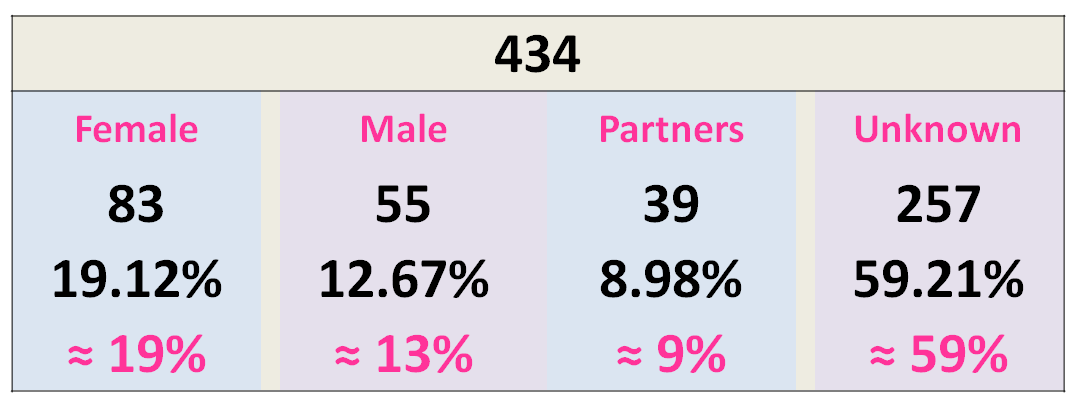 434
Female Male Partners Unknown
83 55 39 257
19.12% 12.67% 8.98% 59.21%
≈ 19% ≈ 13% ≈ 9% ≈ 59%